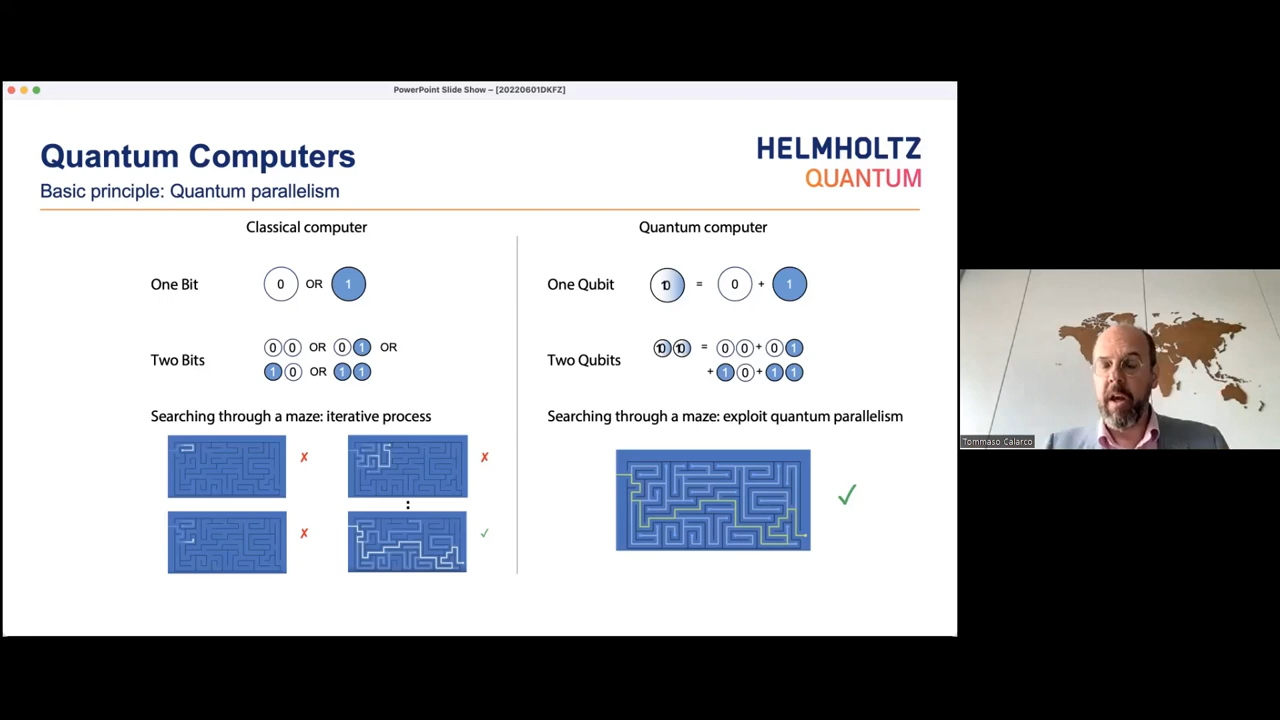 PowerPoint Slide Show – [20220601DKFZ]
Quantum Computers
Basic principle: Quantum parallelism
HELMHOLTZ
QUANTUM
Classical computer
One Bit
0 OR 1
Two Bits
0 0 OR 0 1 OR
1 0 OR 1 1
Searching through a maze: iterative process
✗ ✗
⋮
✗ ✓
Quantum computer
One Qubit
10 = 0 + 1
Two Qubits
10 10 = 0 0 + 0 1
+ 1 0 + 1 1
Searching through a maze: exploit quantum parallelism
✓
Tommaso Calarco